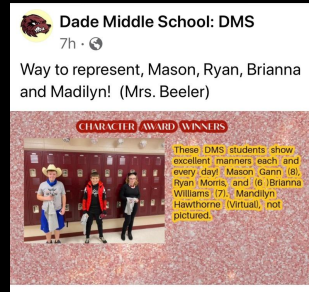 Dade Middle School: DMS
7h ·
Way to represent, Mason, Ryan, Brianna
and Madilyn! (Mrs. Beeler)
CHARACTER AWARD WINNERS
These DMS students show
excellent manners each and
every day! Mason Gann (8),
Ryan Morris, and (6 )Brianna
Williams (7). Mandilyn
Hawthorne (Virtual), not
pictured.